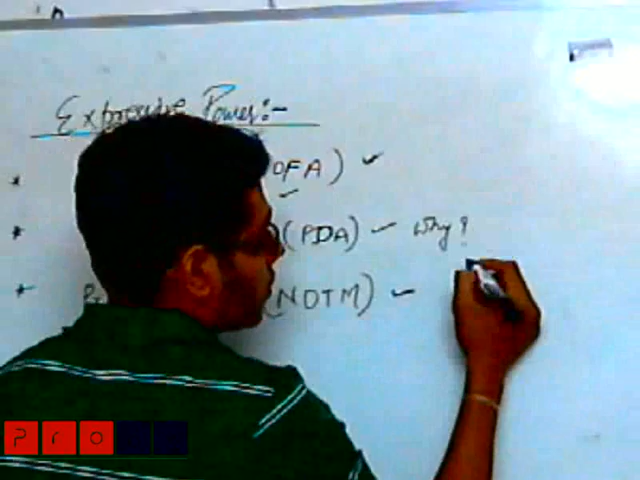 Expressive Power:-
* DFA) ✓
✓
* (PDA) ✓ Why?
* (NDTM) ✓
Pro